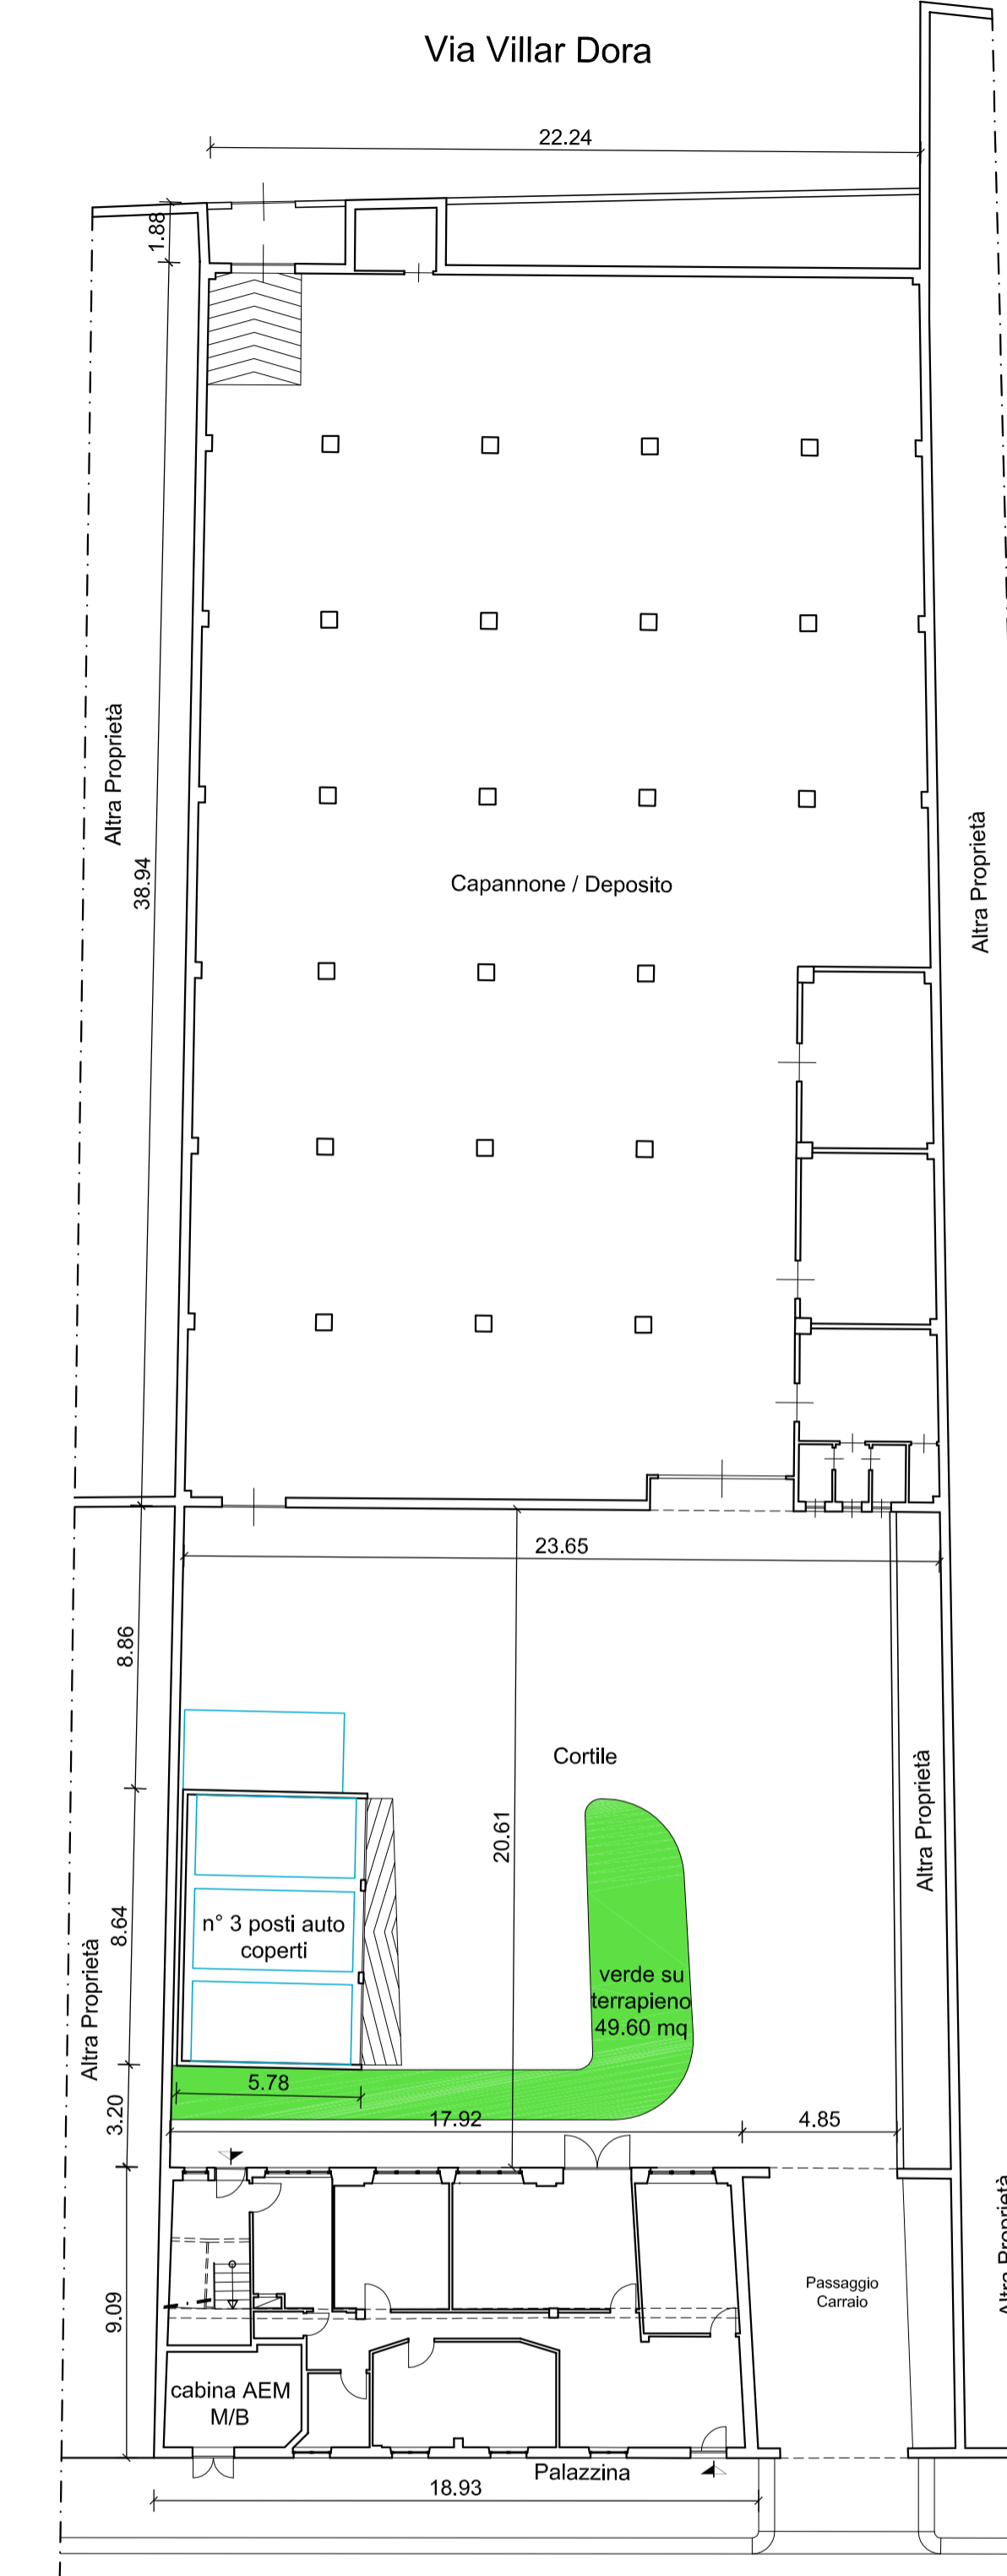 Via Villar Dora
22.24
1.88
Altra Proprietà
38.94
Altra Proprietà
Capannone / Deposito
23.65
8.86
Cortile
Altra Proprietà
20.61
8.64
n° 3 posti auto
coperti
Altra Proprietà
verde su
terrapieno
49.60 mq
5.78
3.20
17.92
4.85
Altra Proprietà
Passaggio
Carraio
9.09
cabina AEM
M/B
Palazzina
18.93